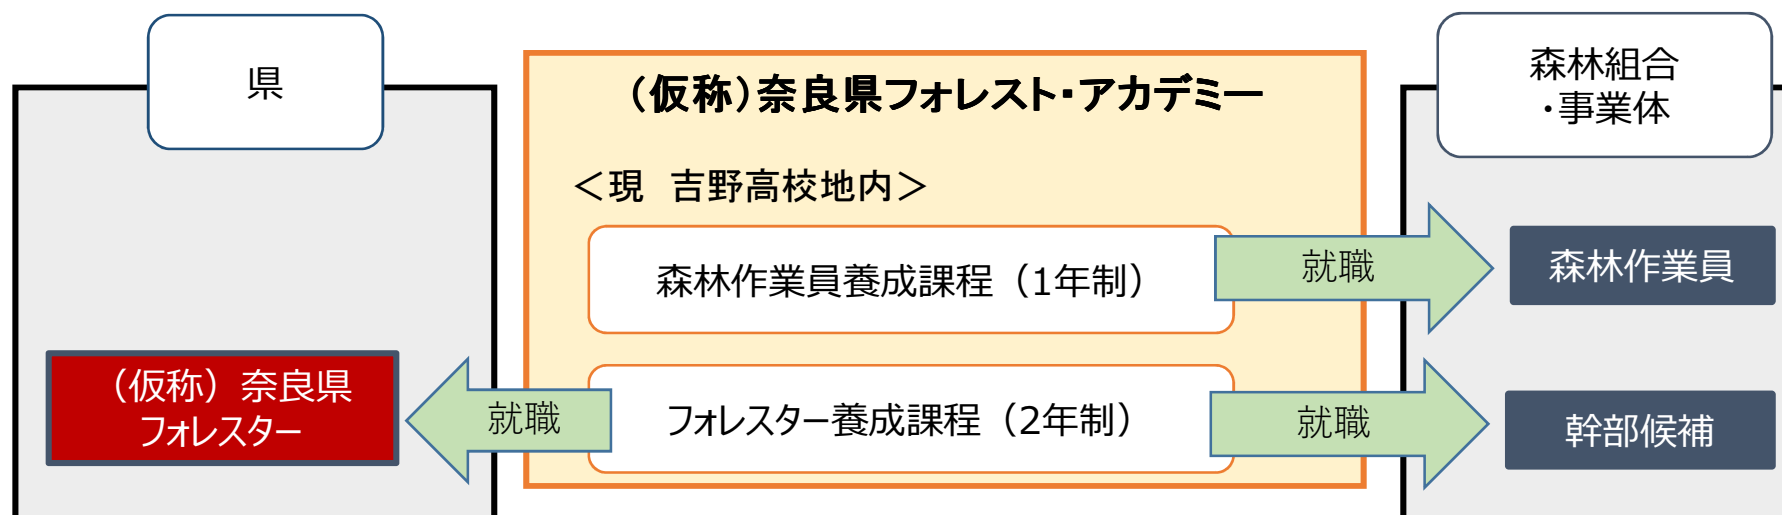 県
(仮称)奈良県フォレスト・アカデミー
森林組合
・事業体
＜現　吉野高校地内＞
森林作業員養成課程（1年制）
就職
森林作業員
（仮称）奈良県
フォレスター
就職
フォレスター養成課程（2年制）
就職
幹部候補